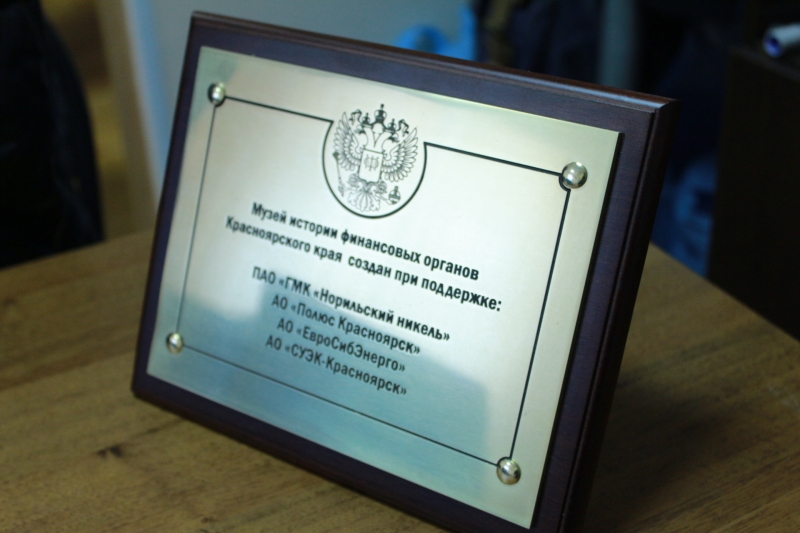 Музей истории финансовых органов
Красноярского края создан при поддержке:
ПАО «ГМК «Норильский никель»
АО «Полюс Красноярск»
АО «ЕвроСибЭнерго»
АО «СУЭК-Красноярск»